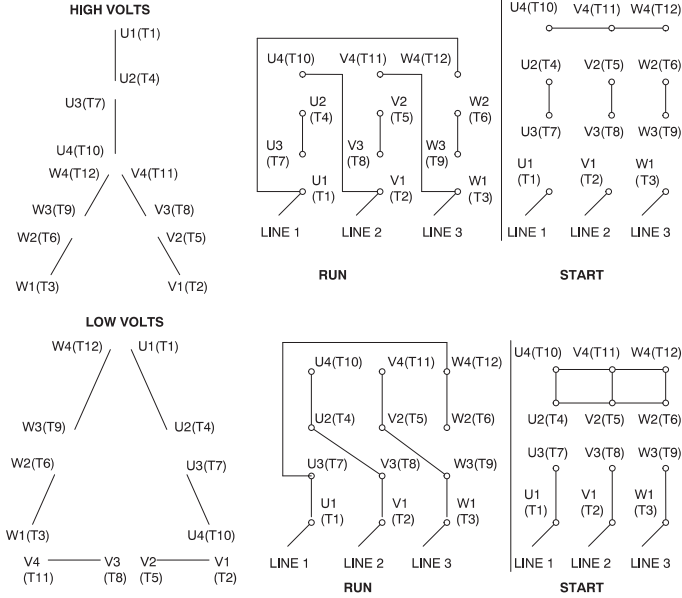 HIGH VOLTS
U1(T1)
U2(T4)
U3(T7)
U4(T10)
W4(T12) V4(T11)
W3(T9) V3(T8)
W2(T6) V2(T5)
W1(T3) V1(T2)
U4(T10) V4(T11) W4(T12)
U2 (T4) V2 (T5) W2 (T6)
U3 (T7) V3 (T8) W3 (T9)
U1 (T1) V1 (T2) W1 (T3)
LINE 1 LINE 2 LINE 3
RUN
U4(T10) V4(T11) W4(T12)
U2(T4) V2(T5) W2(T6)
U3(T7) V3(T8) W3(T9)
U1 (T1) V1 (T2) W1 (T3)
LINE 1 LINE 2 LINE 3
START
LOW VOLTS
W4(T12) U1(T1)
W3(T9) U2(T4)
W2(T6) U3(T7)
W1(T3) U4(T10)
V4 (T11) V3 (T8) V2 (T5) V1 (T2)
U4(T10) V4(T11) W4(T12)
U2(T4) V2(T5) W2(T6)
U3(T7) V3(T8) W3(T9)
U1 (T1) V1 (T2) W1 (T3)
LINE 1 LINE 2 LINE 3
RUN
U4(T10) V4(T11) W4(T12)
U2(T4) V2(T5) W2(T6)
U3(T7) V3(T8) W3(T9)
U1 (T1) V1 (T2) W1 (T3)
LINE 1 LINE 2 LINE 3
START